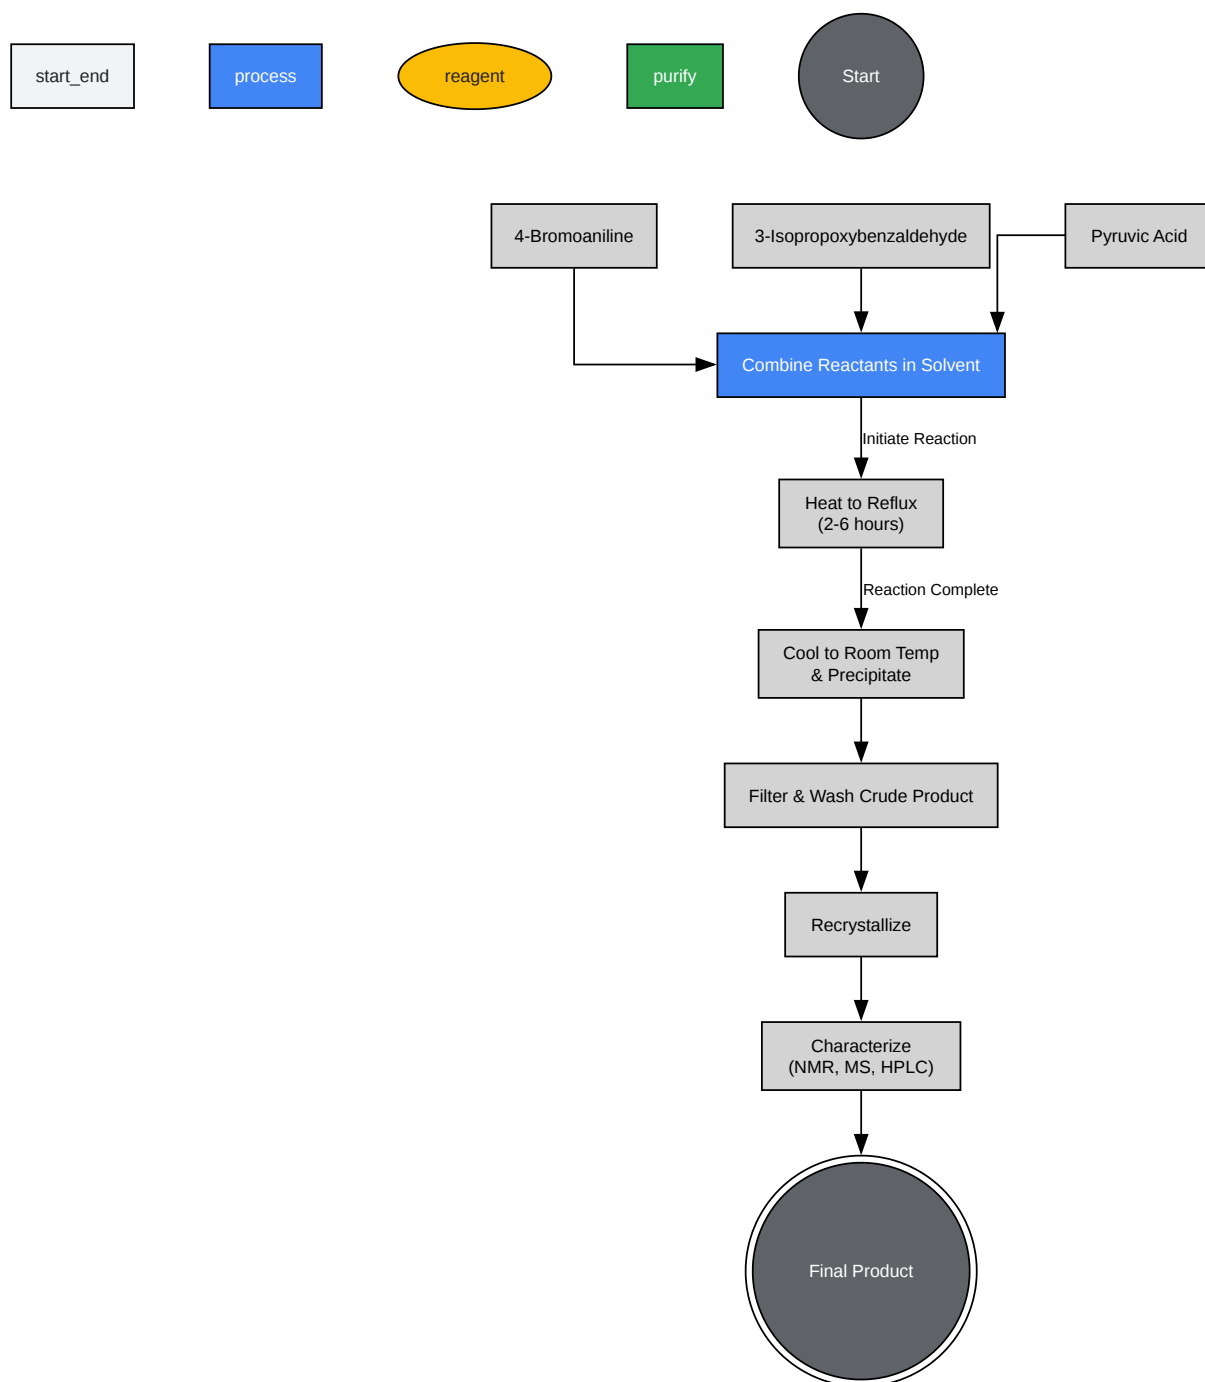 start_end
process
reagent
purify
Start
4-Bromoaniline
3-Isopropoxybenzaldehyde
Pyruvic Acid
Combine Reactants in Solvent
Initiate Reaction
Heat to Reflux
(2-6 hours)
Reaction Complete
Cool to Room Temp
& Precipitate
Filter & Wash Crude Product
Recrystallize
Characterize
(NMR, MS, HPLC)
Final Product